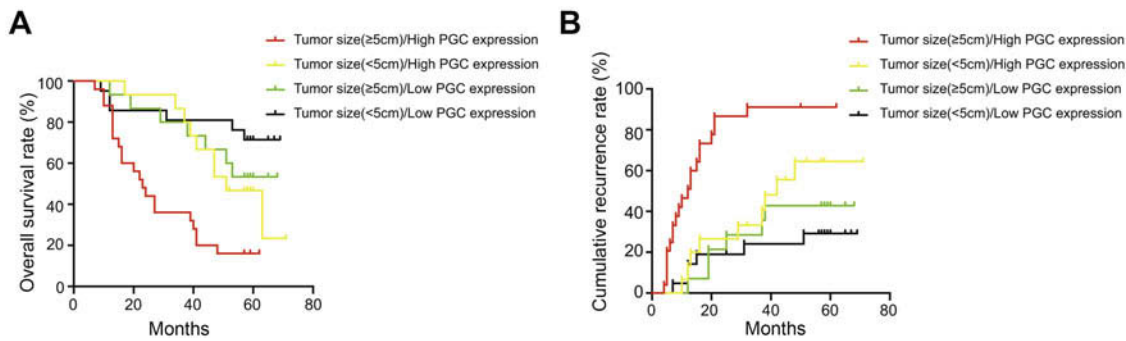 A
Tumor size(≥5cm)/High PGC expression
Tumor size(<5cm)/High PGC expression
Tumor size(≥5cm)/Low PGC expression
Tumor size(<5cm)/Low PGC expression
Overall survival rate (%)
100
80
60
40
20
0
0 20 40 60 80
Months
B
Tumor size(≥5cm)/High PGC expression
Tumor size(<5cm)/High PGC expression
Tumor size(≥5cm)/Low PGC expression
Tumor size(<5cm)/Low PGC expression
Cumulative recurrence rate (%)
100
80
60
40
20
0
0 20 40 60 80
Months